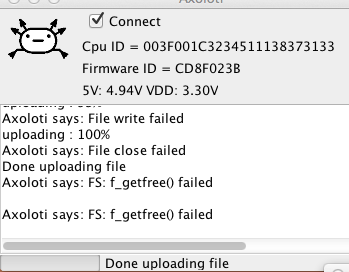 Axoloti
Connect
Cpu ID = 003F001C3234511138373133
Firmware ID = CD8F023B
5V: 4.94V VDD: 3.30V
Axoloti says: File write failed
uploading : 100%
Axoloti says: File close failed
Done uploading file
Axoloti says: FS: f_getfree() failed
Axoloti says: FS: f_getfree() failed
Done uploading file